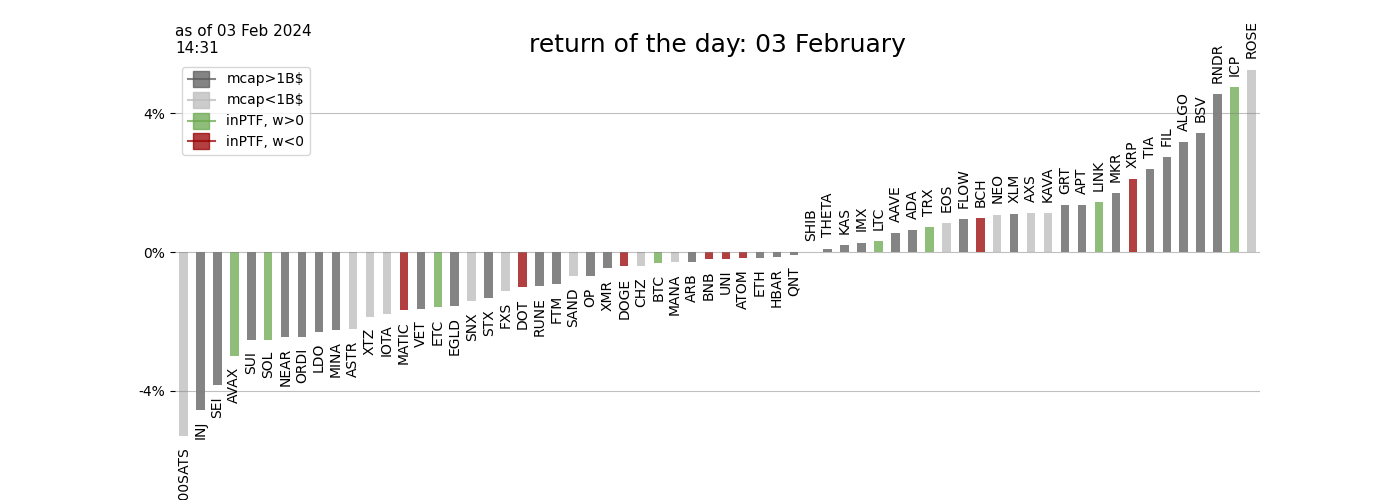 as of 03 Feb 2024
14:31
return of the day: 03 February
mcap>1B$
mcap<1B$
inPTF, w>0
inPTF, w<0
4%
0%
-4%
00SATS
INJ
SEI
AVAX
SUI
SOL
NEAR
ORDI
LDO
MINA
ASTR
XTZ
IOTA
MATIC
VET
ETC
EGLD
SNX
STX
FXS
DOT
RUNE
FTM
SAND
OP
XMR
DOGE
CHZ
BTC
MANA
ARB
BNB
UNI
ATOM
ETH
HBAR
QNT
SHIB
THETA
KAS
IMX
LTC
AAVE
ADA
TRX
EOS
FLOW
BCH
NEO
XLM
AXS
KAVA
GRT
APT
LINK
MKR
XRP
TIA
FIL
ALGO
BSV
RNDR
ICP
ROSE